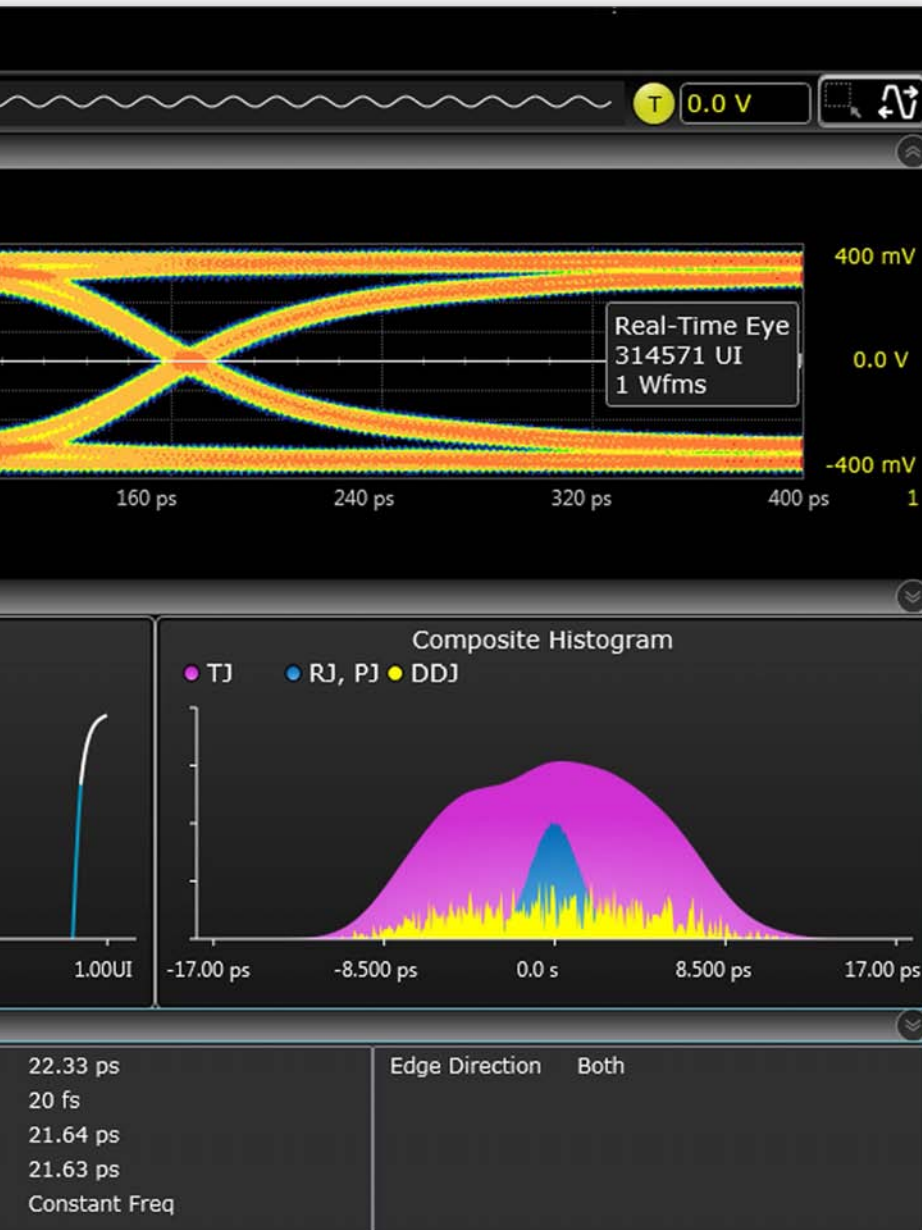 T 0.0 V
400 mV
Real-Time Eye
314571 UI
1 Wfms
0.0 V
-400 mV
160 ps 240 ps 320 ps 400 ps 1
Composite Histogram
TJ RJ, PJ DDJ
1.00UI -17.00 ps -8.500 ps 0.0 s 8.500 ps 17.00 ps
22.33 ps Edge Direction Both
20 fs
21.64 ps
21.63 ps
Constant Freq